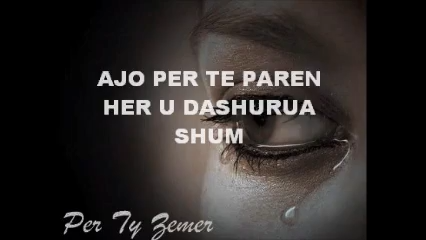 AJO PER TE PAREN
HER U DASHURUA
SHUM
Per Ty Zemer